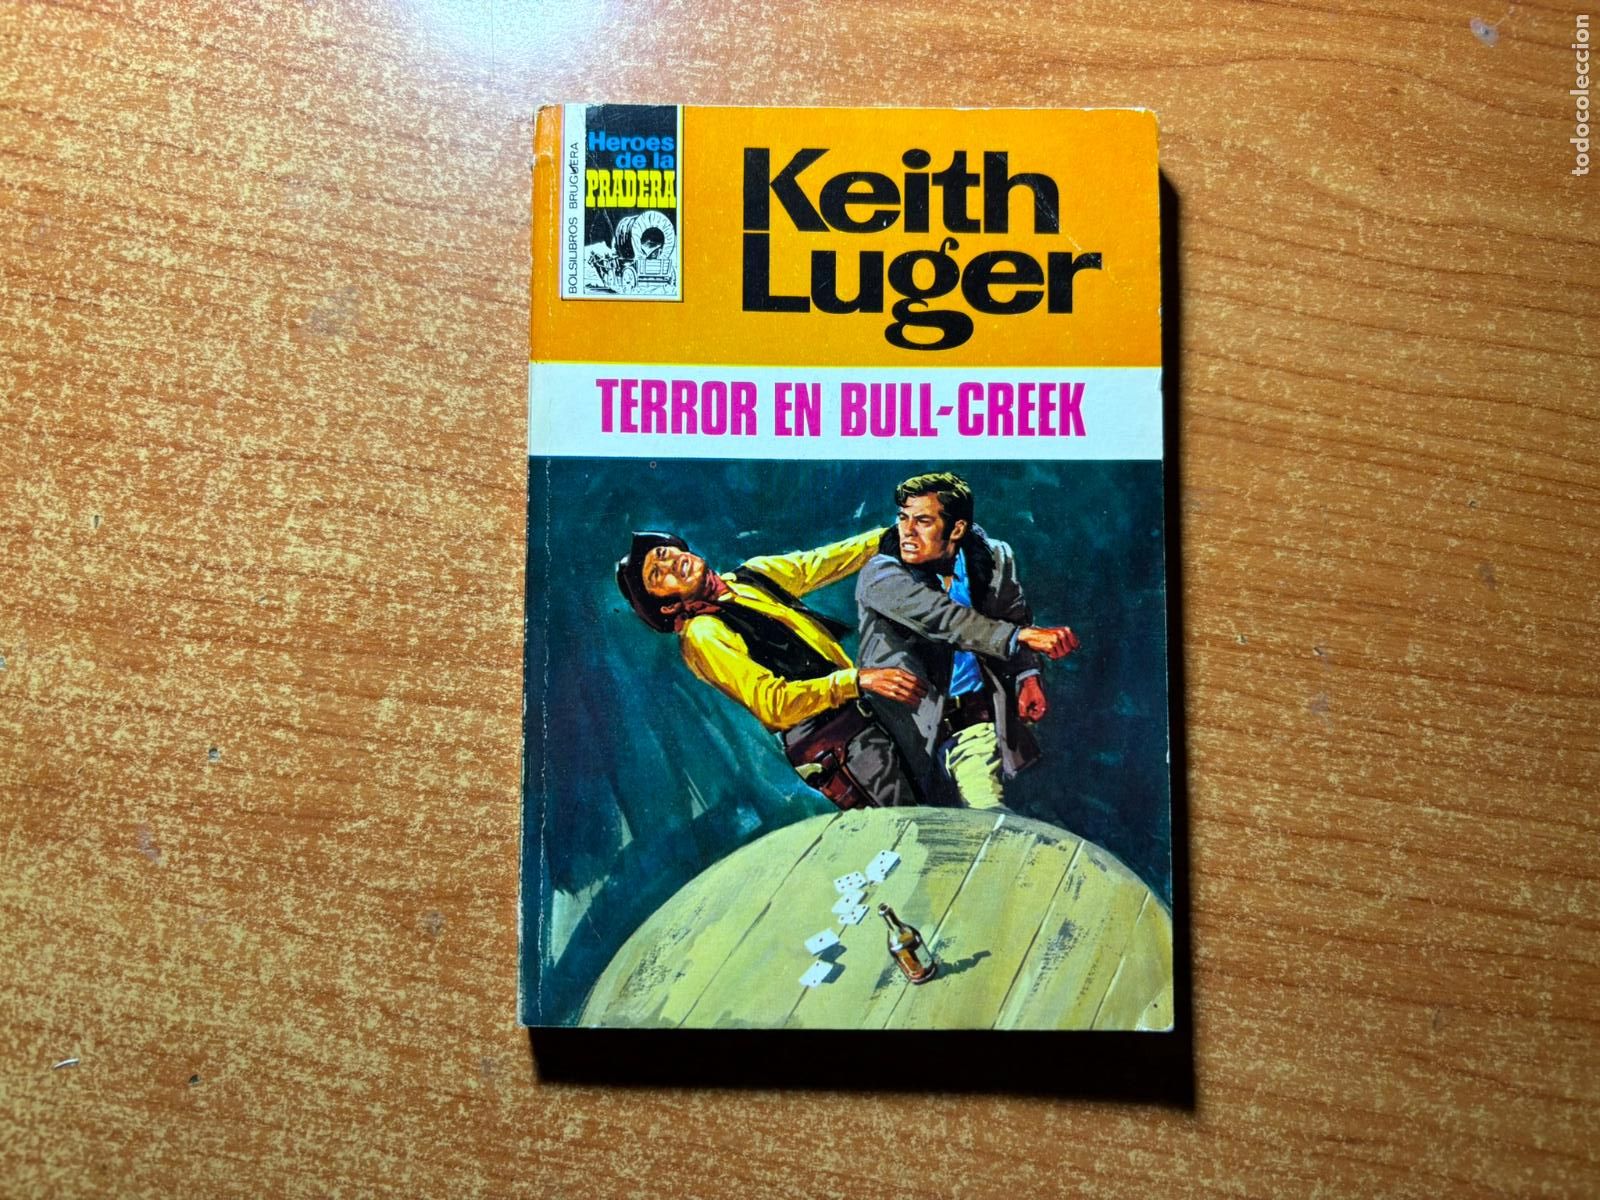 BOLSILIBROS BRUGUERA
Heroes
de la
PRADERA
Keith
Luger
TERROR EN BULL-CREEK
todocoleccion